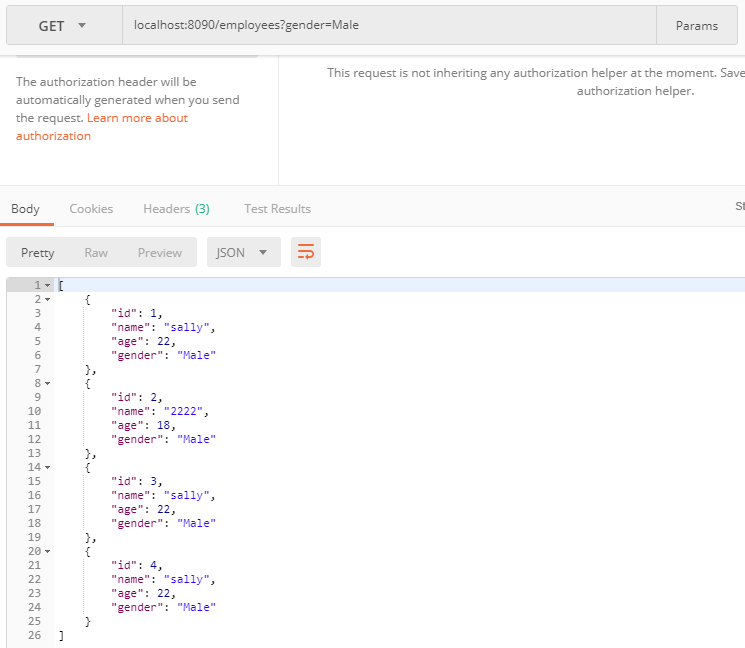 GET localhost:8090/employees?gender=Male Params
The authorization header will be
automatically generated when you send
the request. Learn more about
authorization
This request is not inheriting any authorization helper at the moment. Save
authorization helper.
Body Cookies Headers (3) Test Results St
Pretty Raw Preview JSON
1 [
2 {
3 "id": 1,
4 "name": "sally",
5 "age": 22,
6 "gender": "Male"
7 },
8 {
9 "id": 2,
10 "name": "2222",
11 "age": 18,
12 "gender": "Male"
13 },
14 {
15 "id": 3,
16 "name": "sally",
17 "age": 22,
18 "gender": "Male"
19 },
20 {
21 "id": 4,
22 "name": "sally",
23 "age": 22,
24 "gender": "Male"
25 }
26 ]